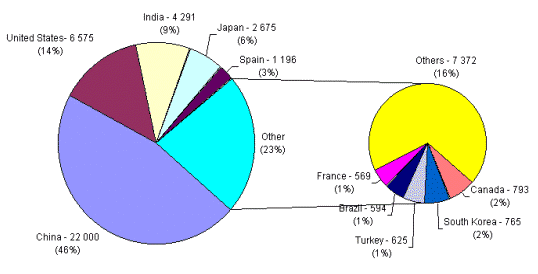 India - 4 291
(9%)
Japan - 2 675
(6%)
United States- 6 575
(14%)
Spain - 1 196
(3%)
Others - 7 372
(16%)
Other
(23%)
France - 569
(1%)
Canada - 793
(2%)
Brazil - 594
(1%)
South Korea - 765
(2%)
China - 22 000
(46%)
Turkey - 625
(1%)